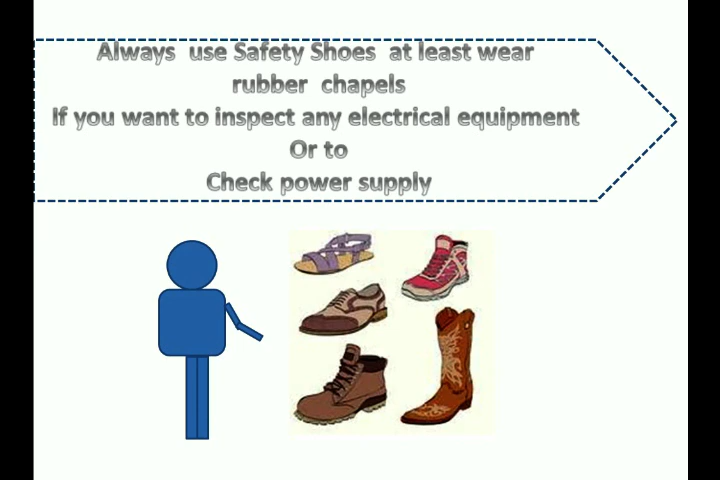 Always use Safety Shoes at least wear
rubber chapels
If you want to inspect any electrical equipment
Or to
Check power supply